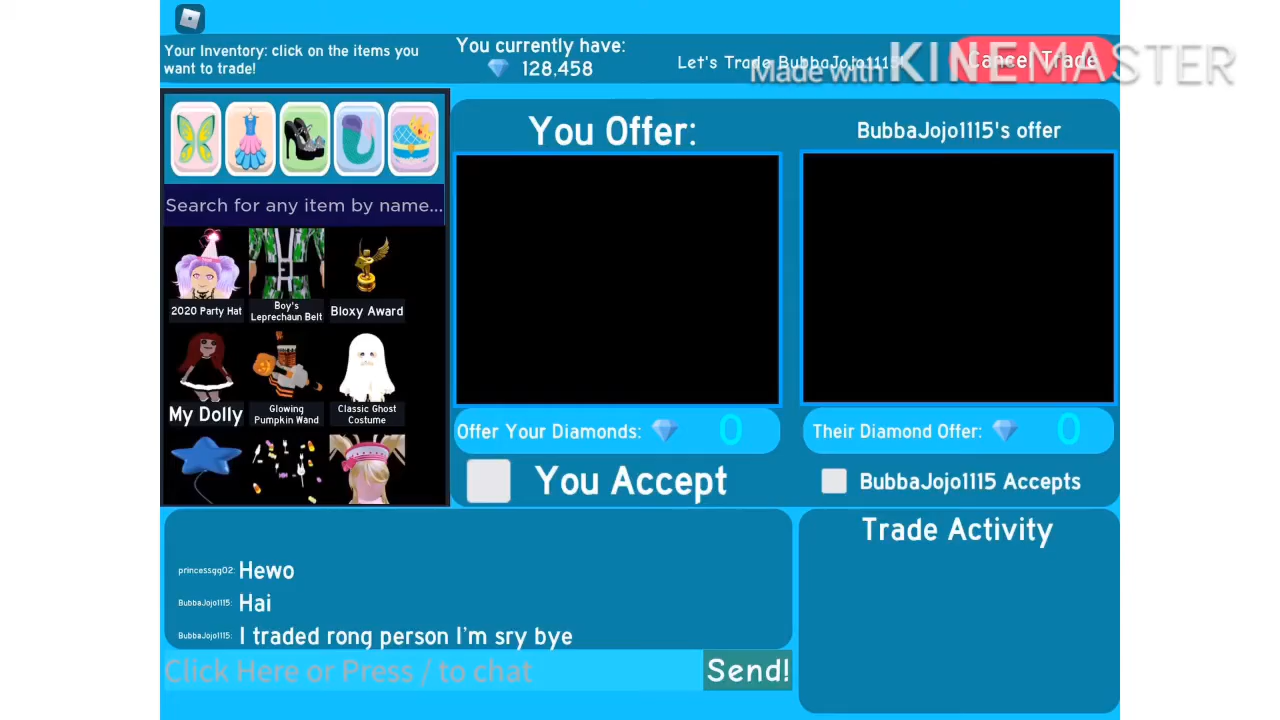 Your Inventory: click on the items you
want to trade!
You currently have:
128,458
Let's Trade BubbaJojo1115!
Cancel Trade
Made with KINEMASTER
You Offer:
BubbaJojo1115's offer
Search for any item by name...
2020 Party Hat
Boy's
Leprechaun Belt
Bloxy Award
My Dolly
Glowing
Pumpkin Wand
Classic Ghost
Costume
Offer Your Diamonds: 0
Their Diamond Offer: 0
You Accept
BubbaJojo1115 Accepts
princessgg02: Hewo
BubbaJojo1115: Hai
BubbaJojo1115: I traded rong person I'm sry bye
Click Here or Press / to chat
Send!
Trade Activity